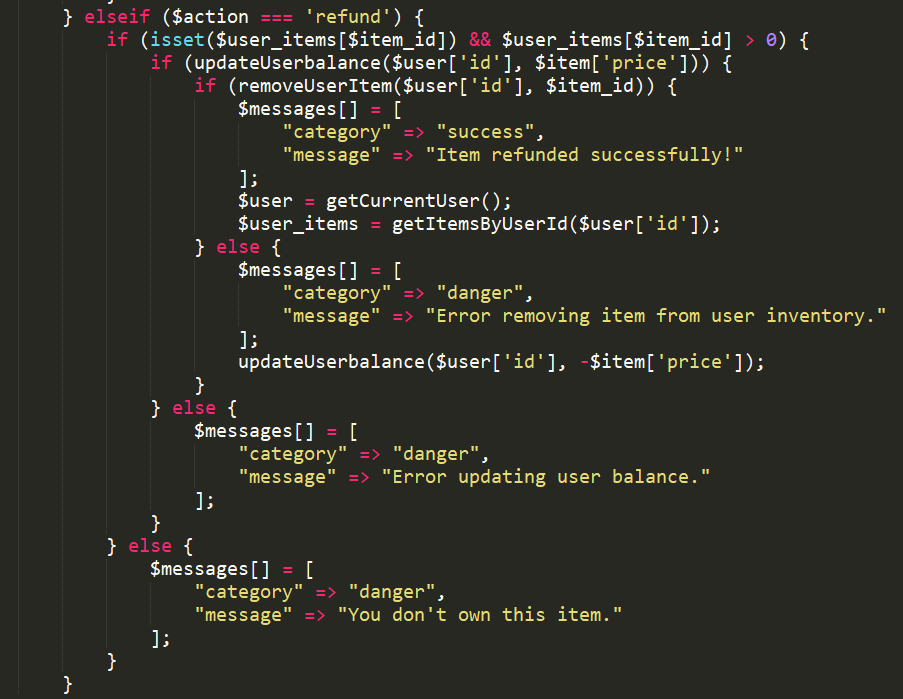 } elseif ($action === 'refund') {
if (isset($user_items[$item_id]) && $user_items[$item_id] > 0) {
if (updateUserbalance($user['id'], $item['price'])) {
if (removeUserItem($user['id'], $item_id)) {
$messages[] = [
"category" => "success",
"message" => "Item refunded successfully!"
];
$user = getCurrentUser();
$user_items = getItemsByUserId($user['id']);
} else {
$messages[] = [
"category" => "danger",
"message" => "Error removing item from user inventory."
];
updateUserbalance($user['id'], -$item['price']);
}
} else {
$messages[] = [
"category" => "danger",
"message" => "Error updating user balance."
];
}
} else {
$messages[] = [
"category" => "danger",
"message" => "You don't own this item."
];
}
}